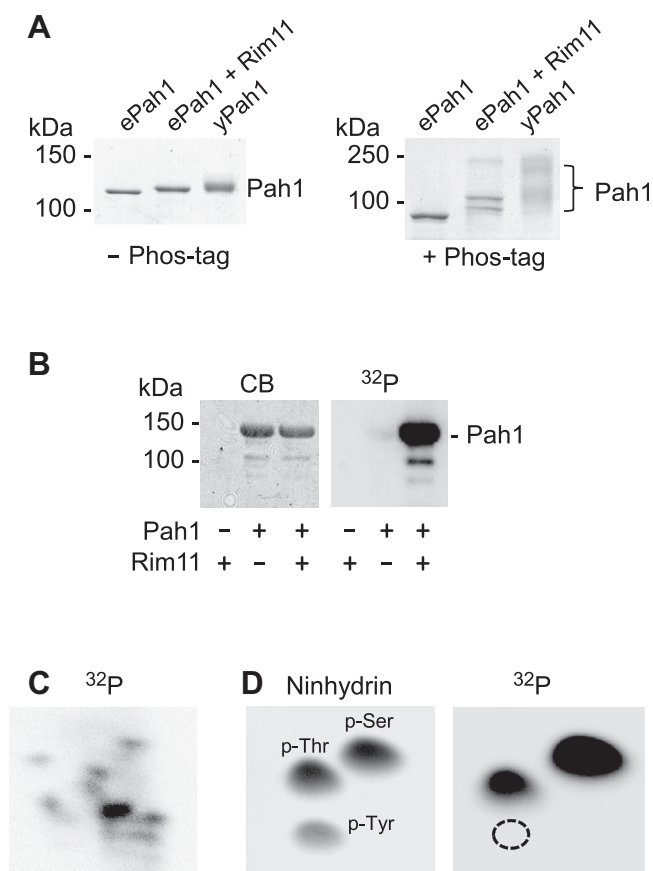 A
ePah1
ePah1 + Rim11
yPah1
kDa
150 -
100 -
Pah1
– Phos-tag
ePah1
ePah1 + Rim11
yPah1
kDa
250 -
100 -
Pah1
+ Phos-tag
B
kDa
CB
32P
150 -
100 -
- Pah1
Pah1 – + + – + +
Rim11 + – + + – +
C
32P
D
Ninhydrin
32P
p-Ser
p-Thr
p-Tyr